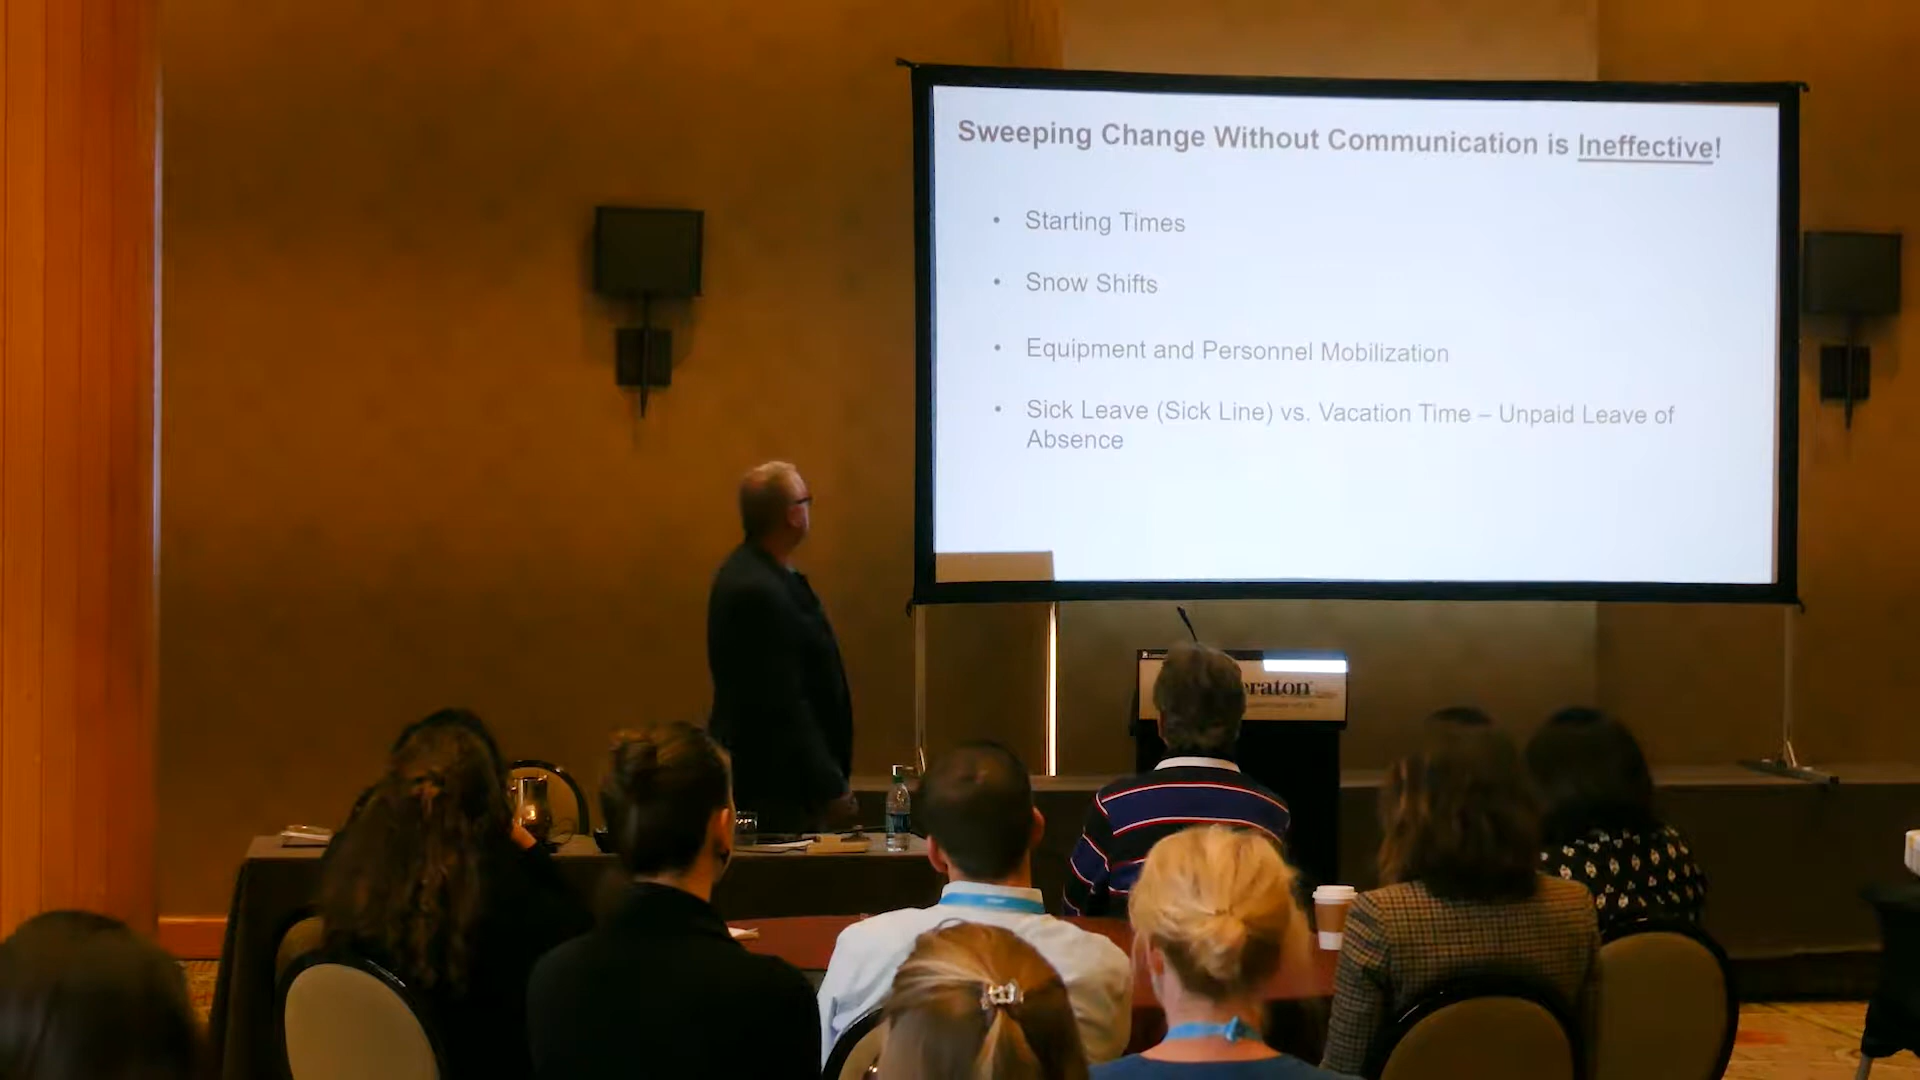 Sweeping Change Without Communication is Ineffective!
• Starting Times
• Snow Shifts
• Equipment and Personnel Mobilization
• Sick Leave (Sick Line) vs. Vacation Time – Unpaid Leave of
Absence
eraton